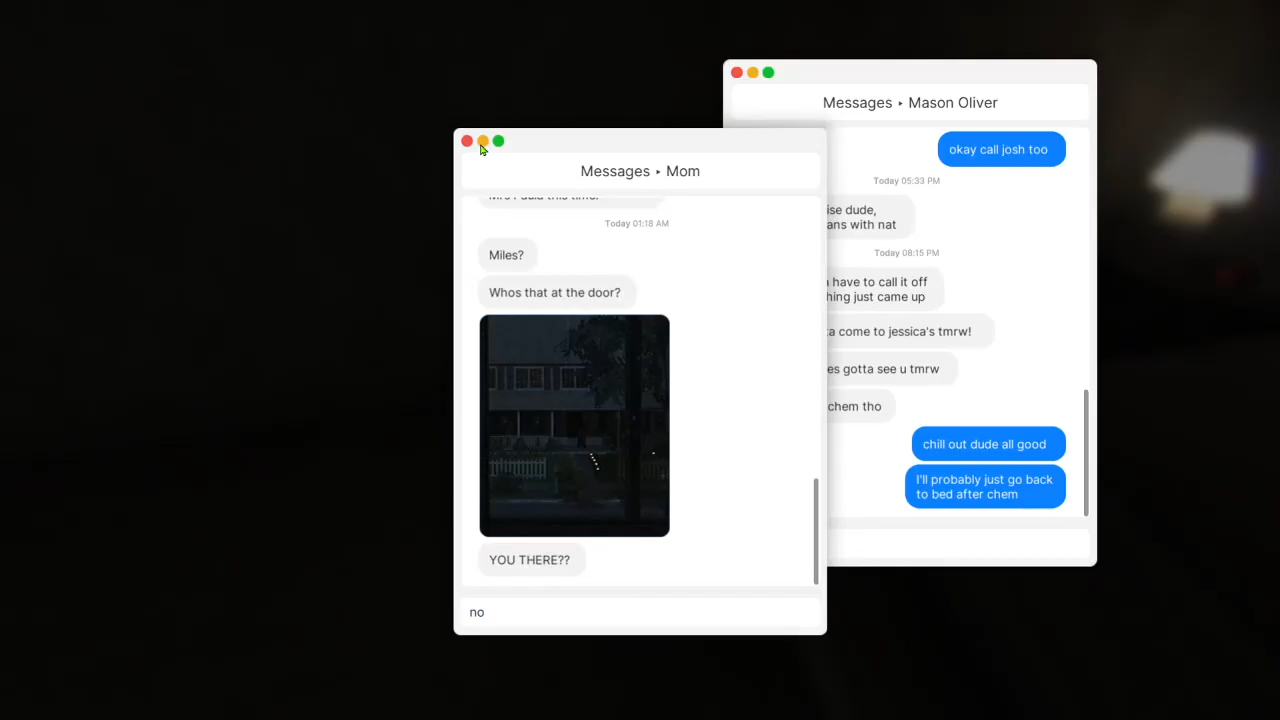 Messages ‣ Mason Oliver
okay call josh too
Today 05:33 PM
ise dude,
ans with nat
Today 08:15 PM
have to call it off
hing just came up
a come to jessica's tmrw!
es gotta see u tmrw
chem tho
chill out dude all good
I'll probably just go back
to bed after chem
Messages ‣ Mom
Today 01:18 AM
Miles?
Whos that at the door?
YOU THERE??
no